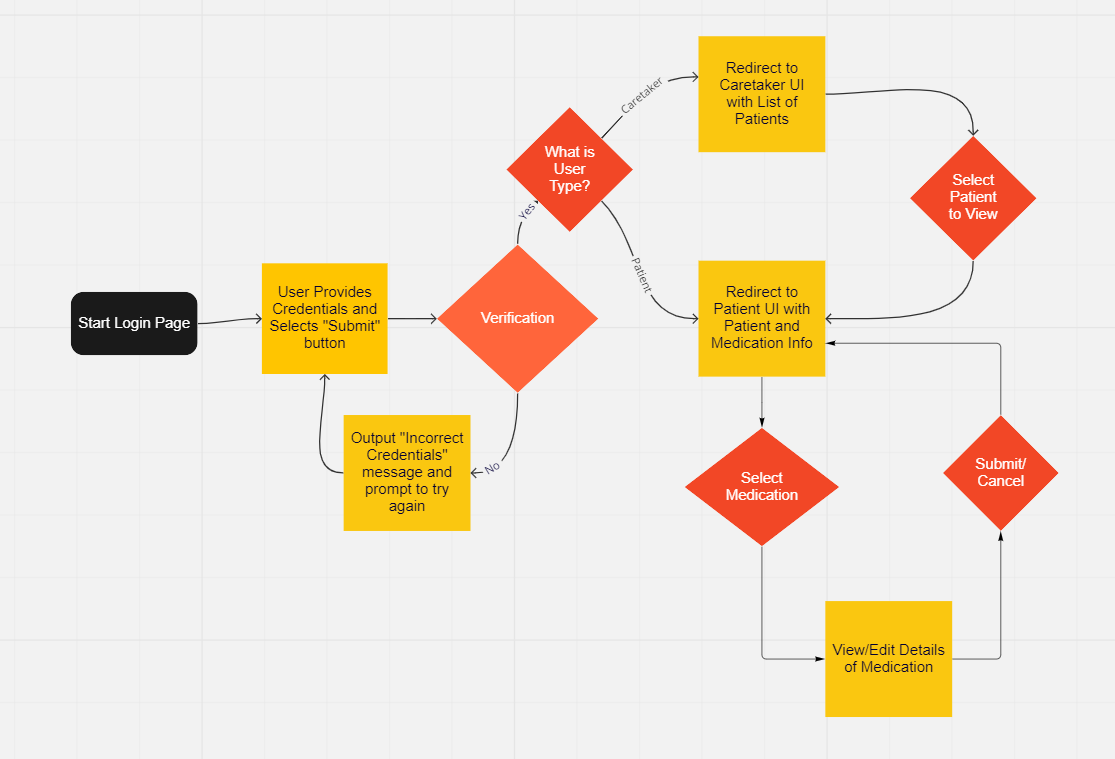 Start Login Page
User Provides
Credentials and
Selects "Submit"
button
Output "Incorrect
Credentials"
message and
prompt to try
again
Verification
Yes
No
What is
User
Type?
Caretaker
Patient
Redirect to
Caretaker UI
with List of
Patients
Select
Patient
to View
Redirect to
Patient UI with
Patient and
Medication Info
Select
Medication
View/Edit Details
of Medication
Submit/
Cancel